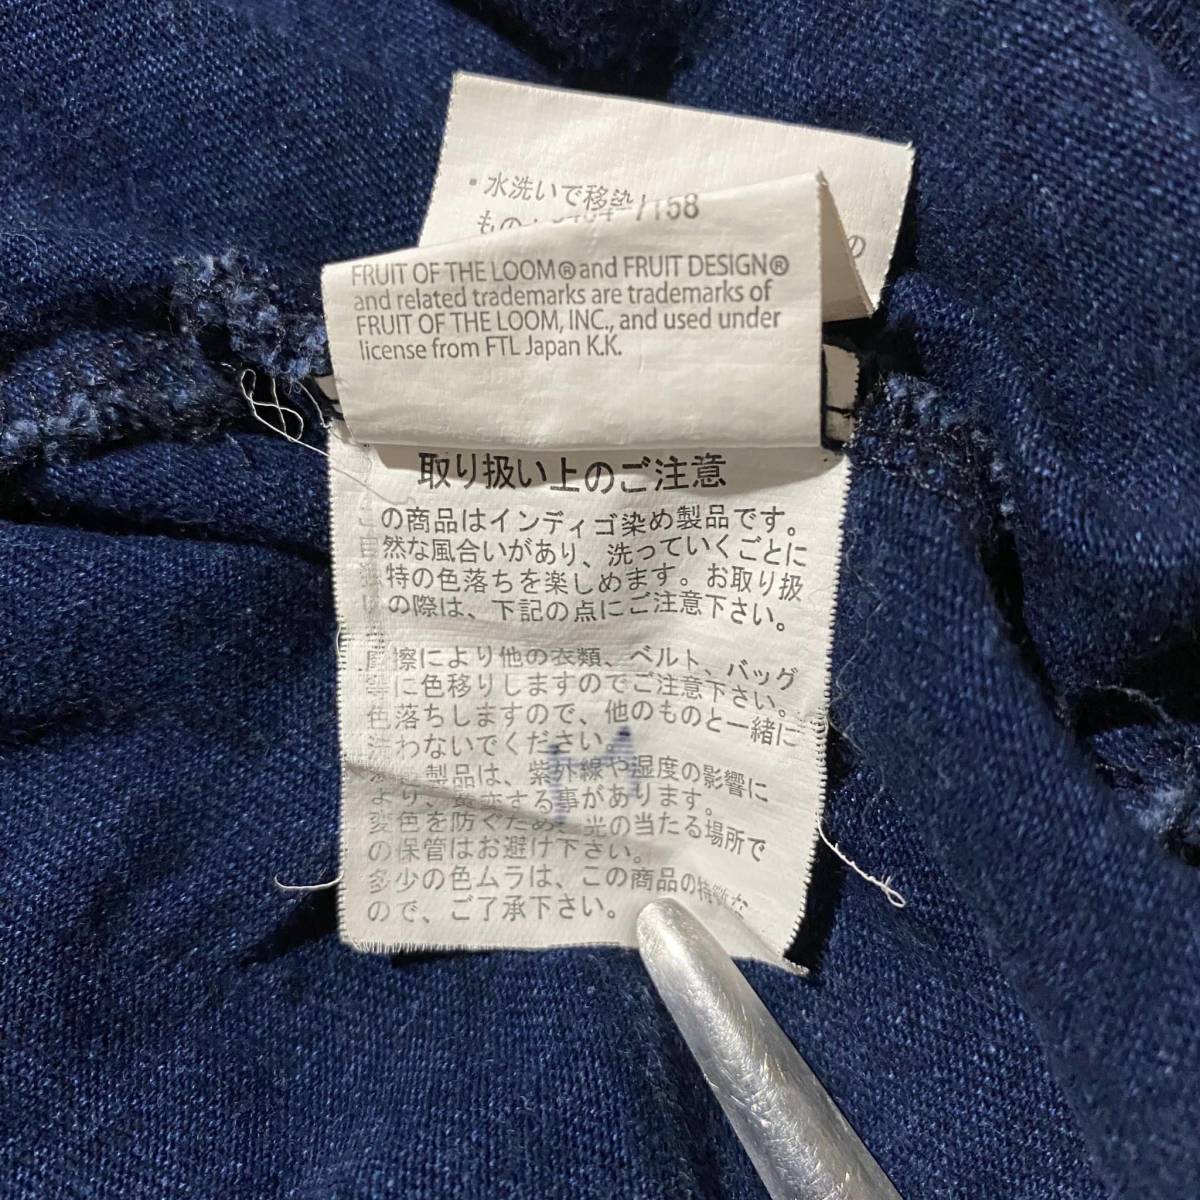 ・水洗いで移染
もの
158
の
FRUIT OF THE LOOM® and FRUIT DESIGN®
and related trademarks are trademarks of
FRUIT OF THE LOOM, INC., and used under
license from FTL Japan K.K.
取り扱い上のご注意
この商品はインディゴ染め製品です。
自然な風合いがあり、洗っていくごとに
独特の色落ちを楽しめます。お取り扱
いの際は、下記の点にご注意下さい。
摩擦により他の衣類、ベルト、バッグ
等に色移りしますのでご注意下さい。
色落ちしますので、他のものと一緒に
洗わないでください。
製品は、紫外線や湿度の影響に
より、黄変する事があります。
変色を防ぐため、光の当たる場所で
の保管はお避け下さい。
多少の色ムラは、この商品の特徴な
ので、ご了承下さい。